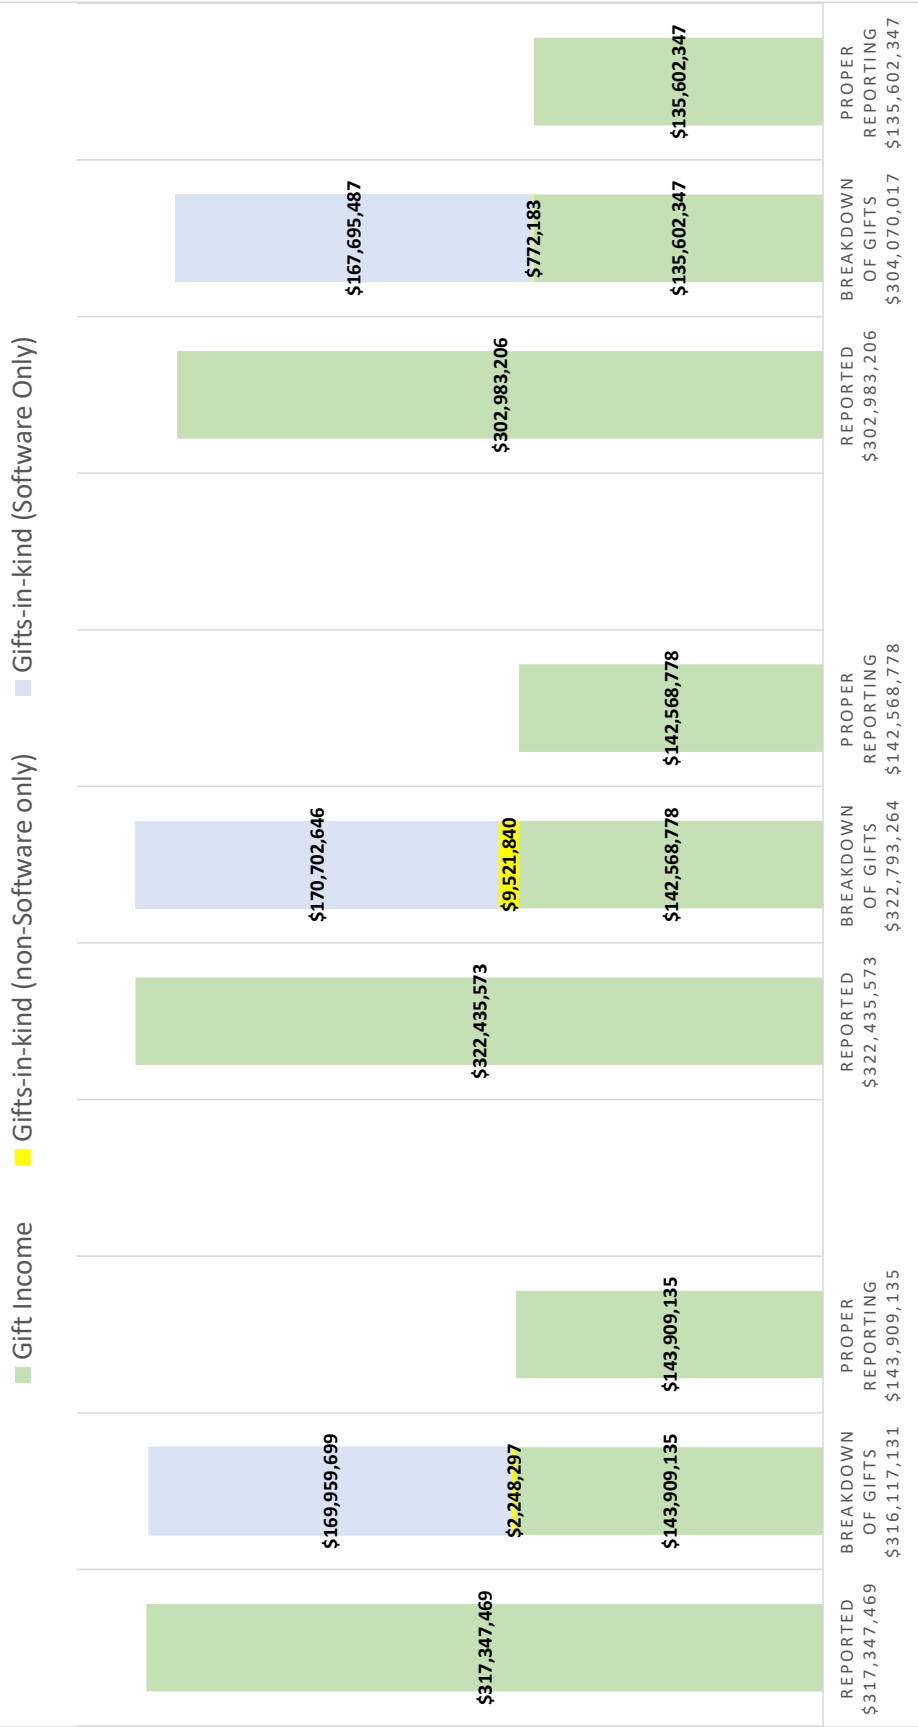 Gift Income
Gifts-in-kind (non-Software only)
Gifts-in-kind (Software Only)
$317,347,469
$169,959,699
$2,248,297
$143,909,135
$143,909,135
$322,435,573
$170,702,646
$9,521,840
$142,568,778
$142,568,778
$302,983,206
$167,695,487
$772,183
$135,602,347
$135,602,347
REPORTED
$317,347,469
BREAKDOWN
OF GIFTS
$316,117,131
PROPER
REPORTING
$143,909,135
REPORTED
$322,435,573
BREAKDOWN
OF GIFTS
$322,793,264
PROPER
REPORTING
$142,568,778
REPORTED
$302,983,206
BREAKDOWN
OF GIFTS
$304,070,017
PROPER
REPORTING
$135,602,347